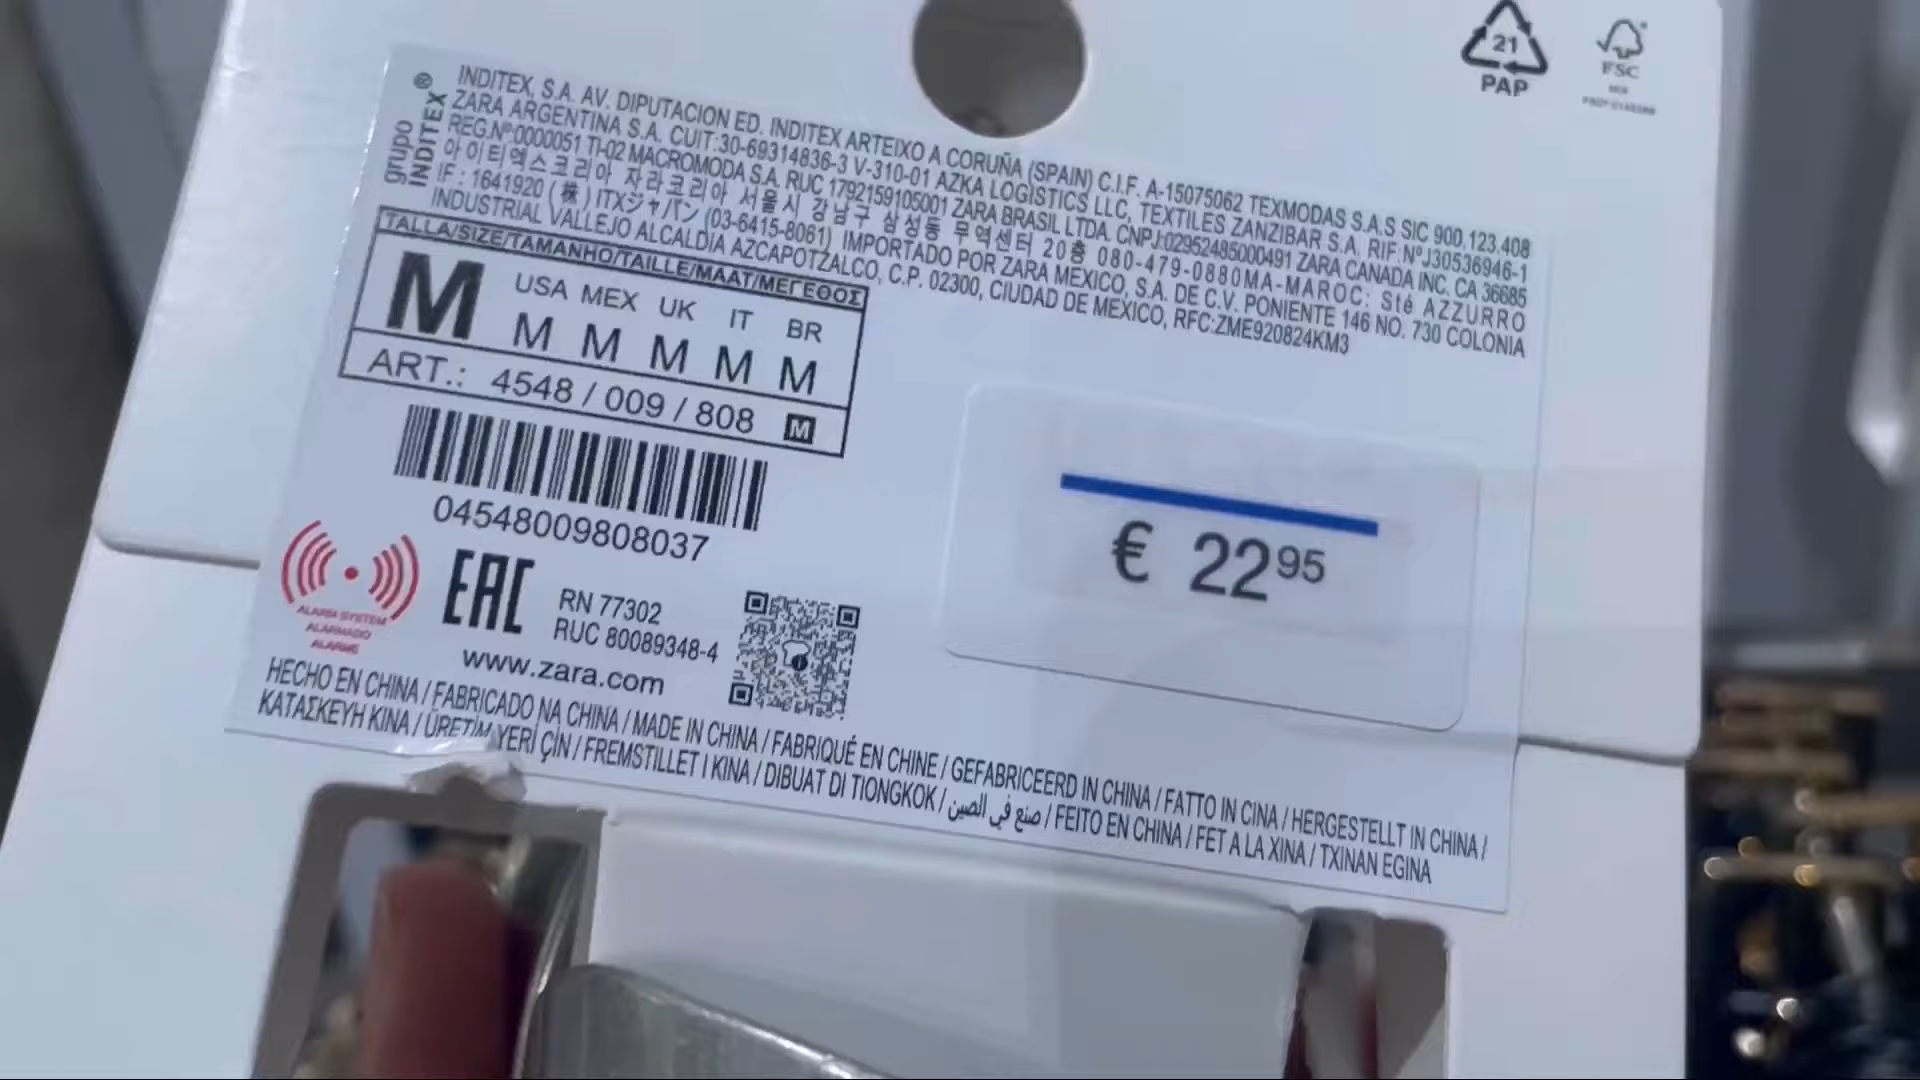 21
PAP
FSC
MIX
grupo
INDITEX®
INDITEX, S.A. AV. DIPUTACION ED. INDITEX ARTEIXO A CORUÑA (SPAIN) C.I.F. A-15075062 TEXMODAS S.A.S SIC 900,123,408
ZARA ARGENTINA S.A. CUIT:30-69314836-3 V-310-01 AZKA LOGISTICS LLC, TEXTILES ZANZIBAR S.A. RIF.Nº:J30536946-1
REG.Nº:0000051 TI-02 MACROMODA S.A. RUC 1792159105001 ZARA BRASIL LTDA. CNPJ:02952485000491 ZARA CANADA INC. CA 36685
아이티엑스코리아 자라코리아 서울시 강남구 삼성동 무역센터 20층 080-479-0880 MA-MAROC: Sté AZZURRO
IF : 1641920 (株) ITXジャパン (03-6415-8061) IMPORTADO POR ZARA MEXICO, S.A. DE C.V. PONIENTE 146 NO. 730 COLONIA
INDUSTRIAL VALLEJO ALCALDÍA AZCAPOTZALCO, C.P. 02300, CIUDAD DE MEXICO, RFC:ZME920824KM3
TALLA/SIZE/TAMANHO/TAILLE/MAAT/ΜΕΓΕΘΟΣ
M USA MEX UK IT BR
M M M M M
ART.: 4548 / 009 / 808 M
04548009808037
€ 22 95
ALARM SYSTEM
ALARMADO
ALARME
EAC
RN 77302
RUC 80089348-4
www.zara.com
HECHO EN CHINA / FABRICADO NA CHINA / MADE IN CHINA / FABRIQUÉ EN CHINE / GEFABRICEERD IN CHINA / FATTO IN CINA / HERGESTELLT IN CHINA /
ΚΑΤΑΣΚΕΥΗ ΚΙΝΑ / ÜRETİM YERİ ÇİN / FREMSTILLET I KINA / DIBUAT DI TIONGKOK / صنع في الصين / FEITO EN CHINA / FET A LA XINA / TXINAN EGINA